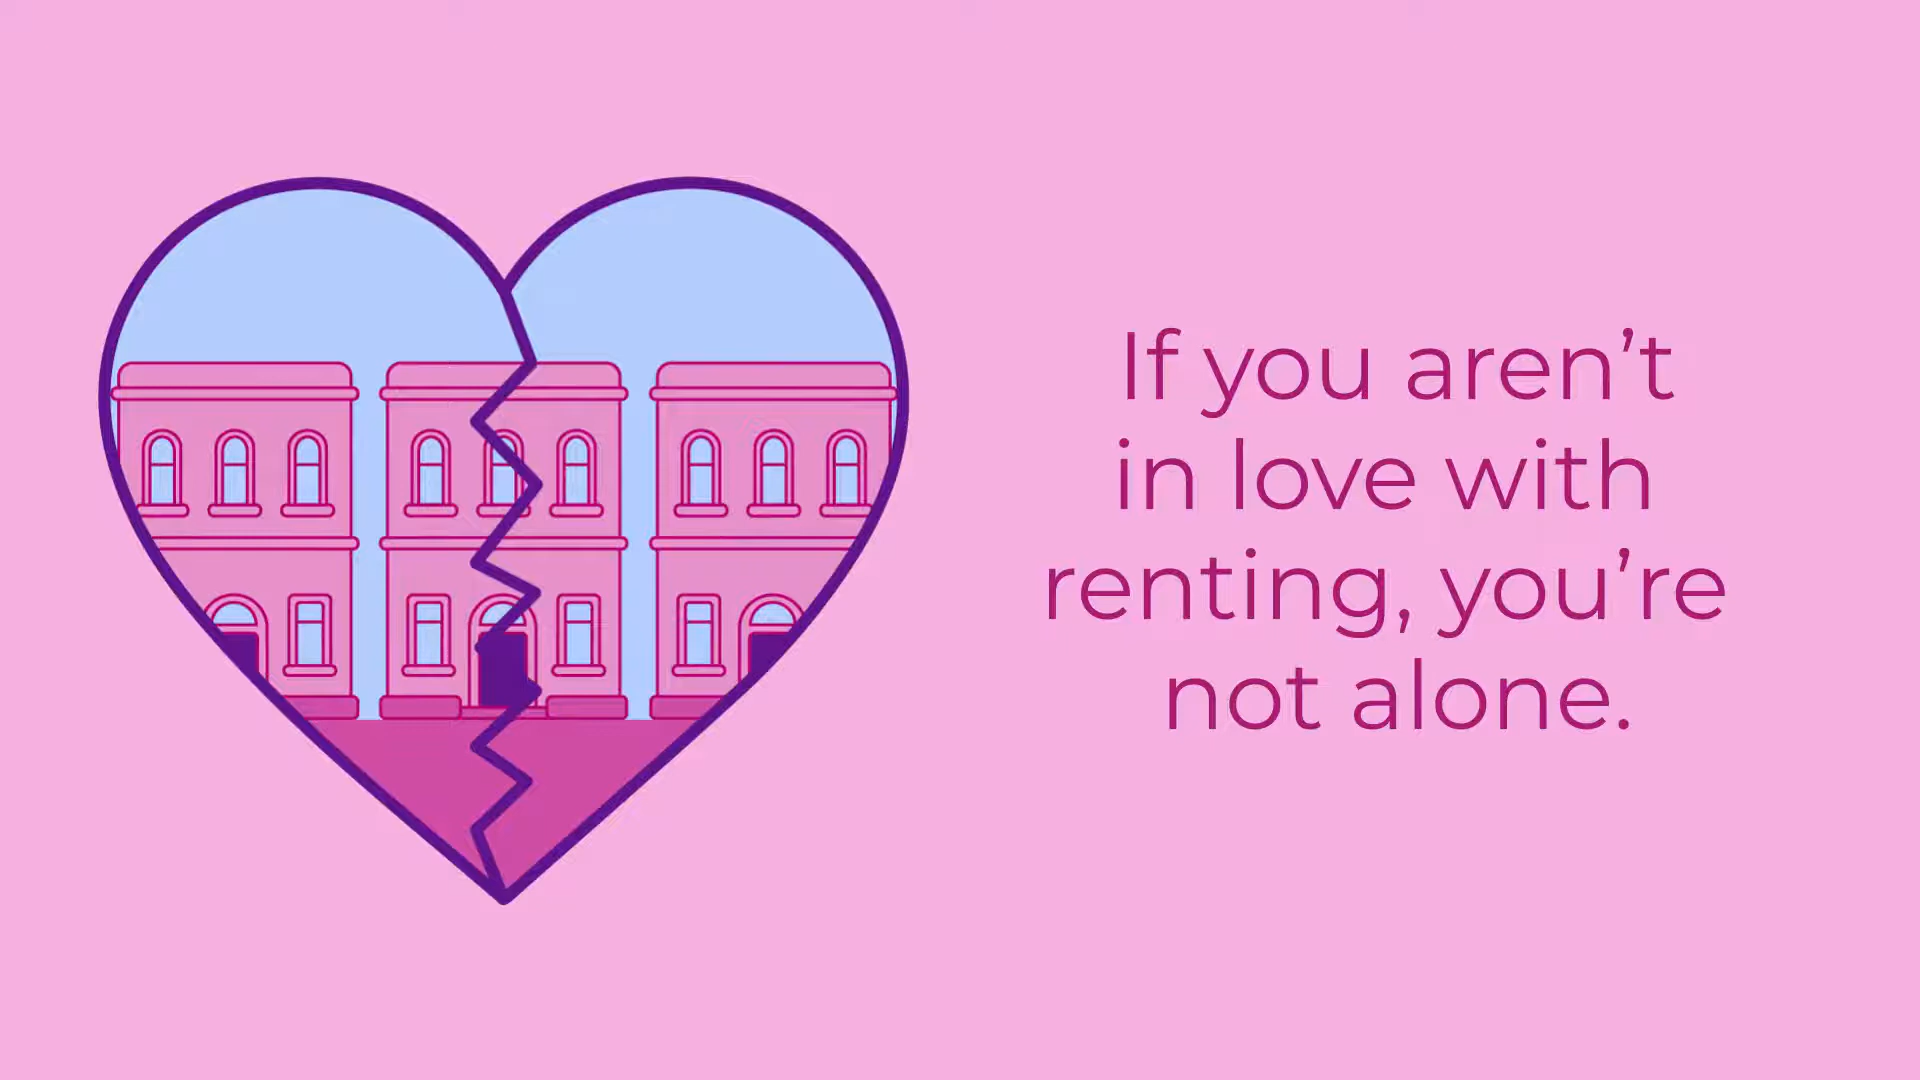 If you aren’t
in love with
renting, you’re
not alone.